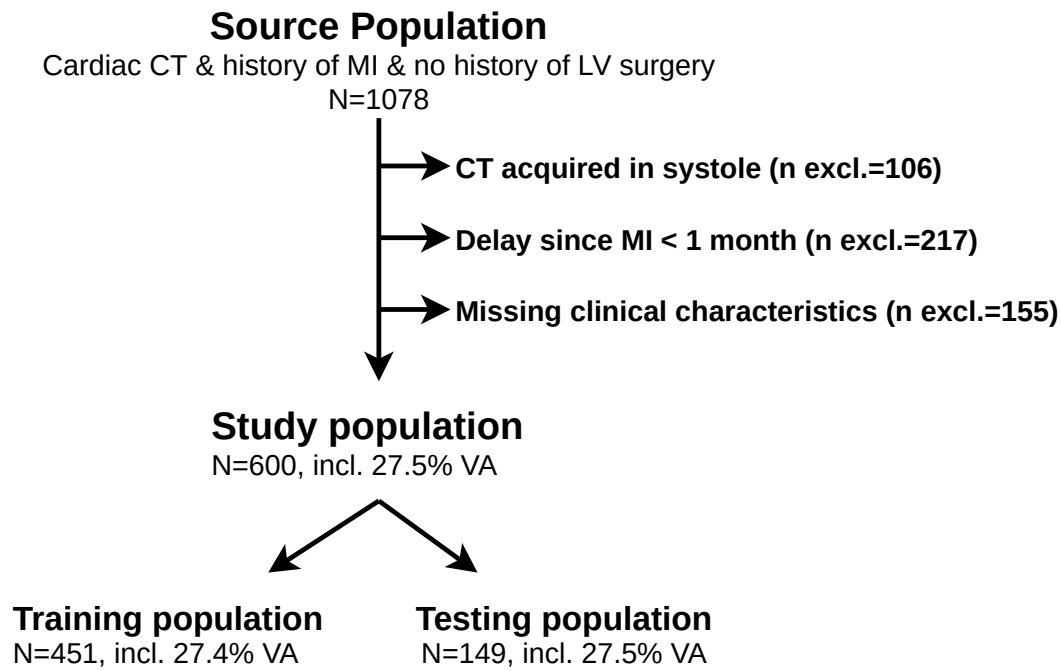 Source Population
Cardiac CT & history of MI & no history of LV surgery
N=1078
CT acquired in systole (n excl.=106)
Delay since MI < 1 month (n excl.=217)
Missing clinical characteristics (n excl.=155)
Study population
N=600, incl. 27.5% VA
Training population
N=451, incl. 27.4% VA
Testing population
N=149, incl. 27.5% VA